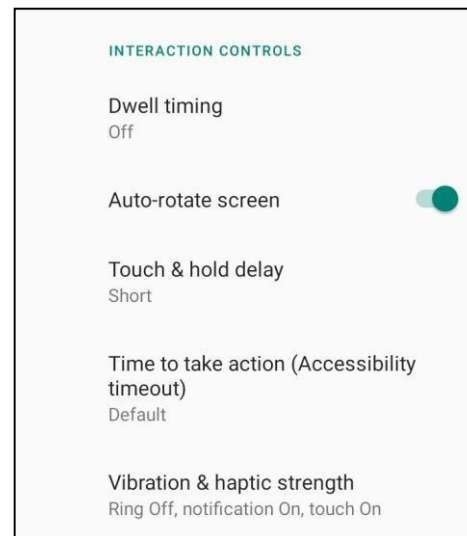 INTERACTION CONTROLS
Dwell timing
Off
Auto-rotate screen
Touch & hold delay
Short
Time to take action (Accessibility
timeout)
Default
Vibration & haptic strength
Ring Off, notification On, touch On